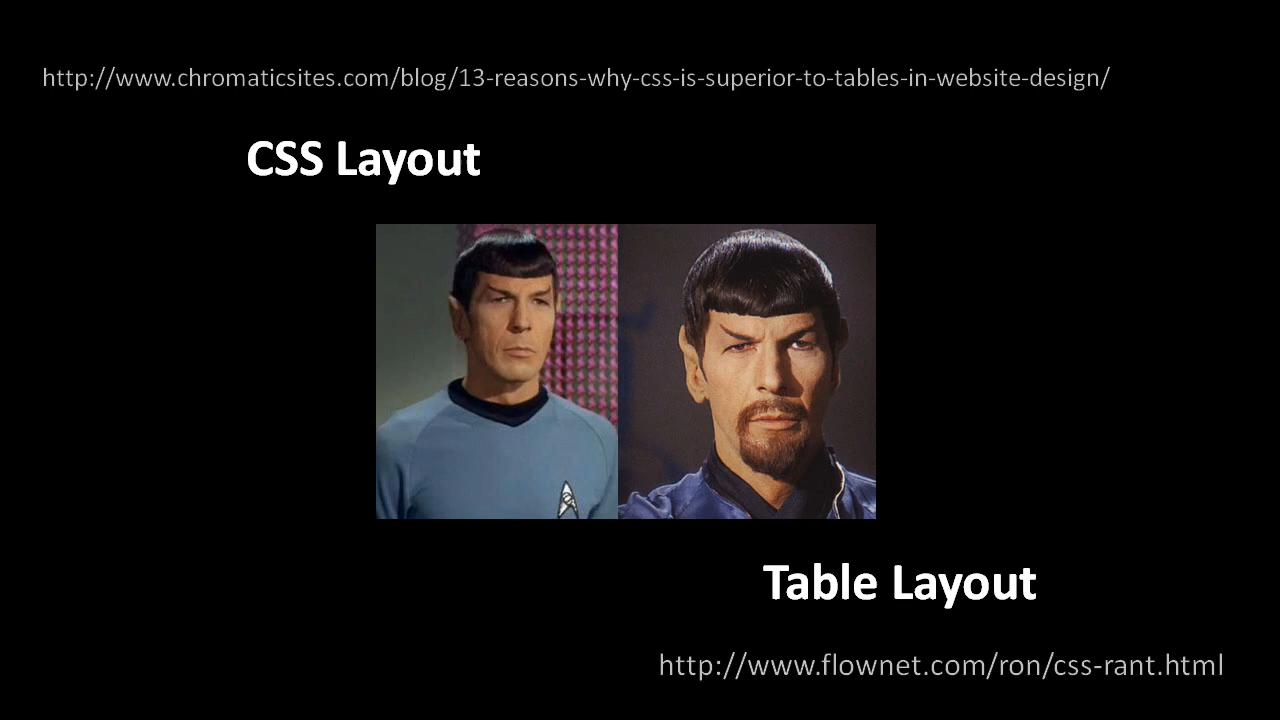 http://www.chromaticsites.com/blog/13-reasons-why-css-is-superior-to-tables-in-website-design/
CSS Layout
Table Layout
http://www.flownet.com/ron/css-rant.html